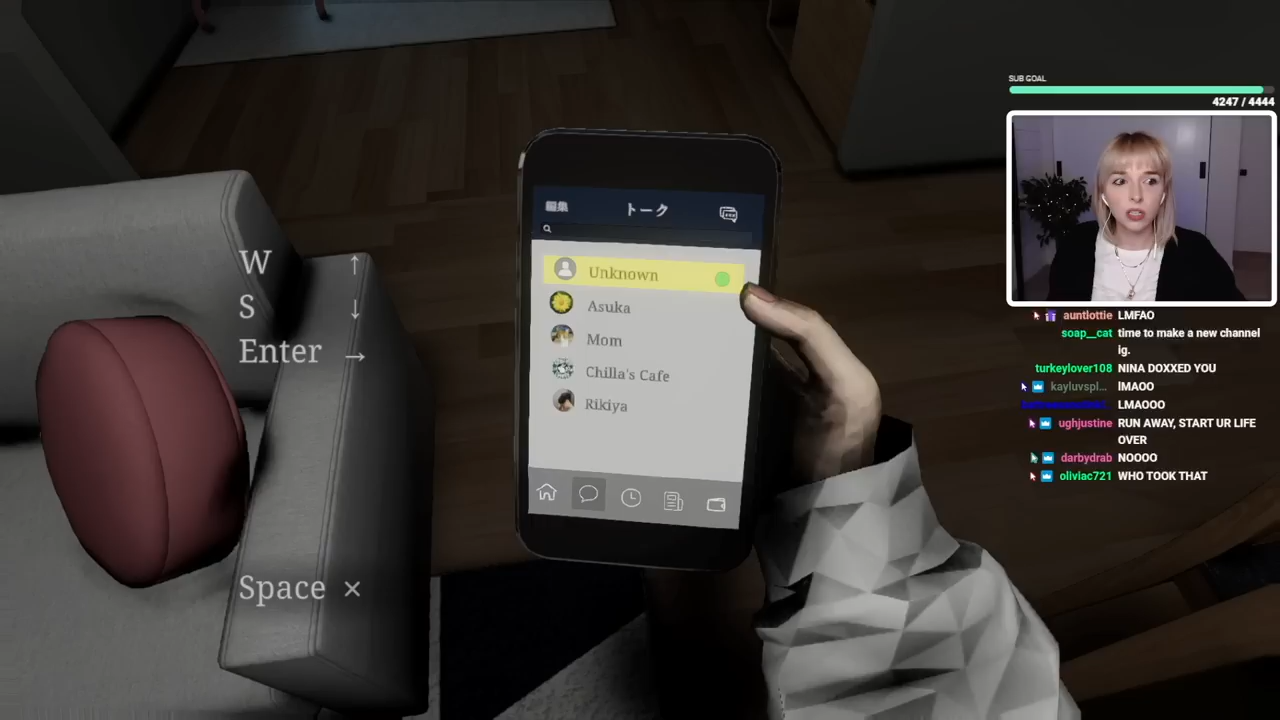 W ↑
S ↓
Enter →
Space ×
編集 トーク
Unknown
Asuka
Mom
Chilla's Cafe
Rikiya
SUB GOAL
4247 / 4444
auntlottie LMFAO
soap__cat time to make a new channel
ig.
turkeylover108 NINA DOXXED YOU
kayluvspl... lMAOO
LMAOOO
ughjustine RUN AWAY, START UR LIFE
OVER
darbydrab NOOOO
oliviac721 WHO TOOK THAT